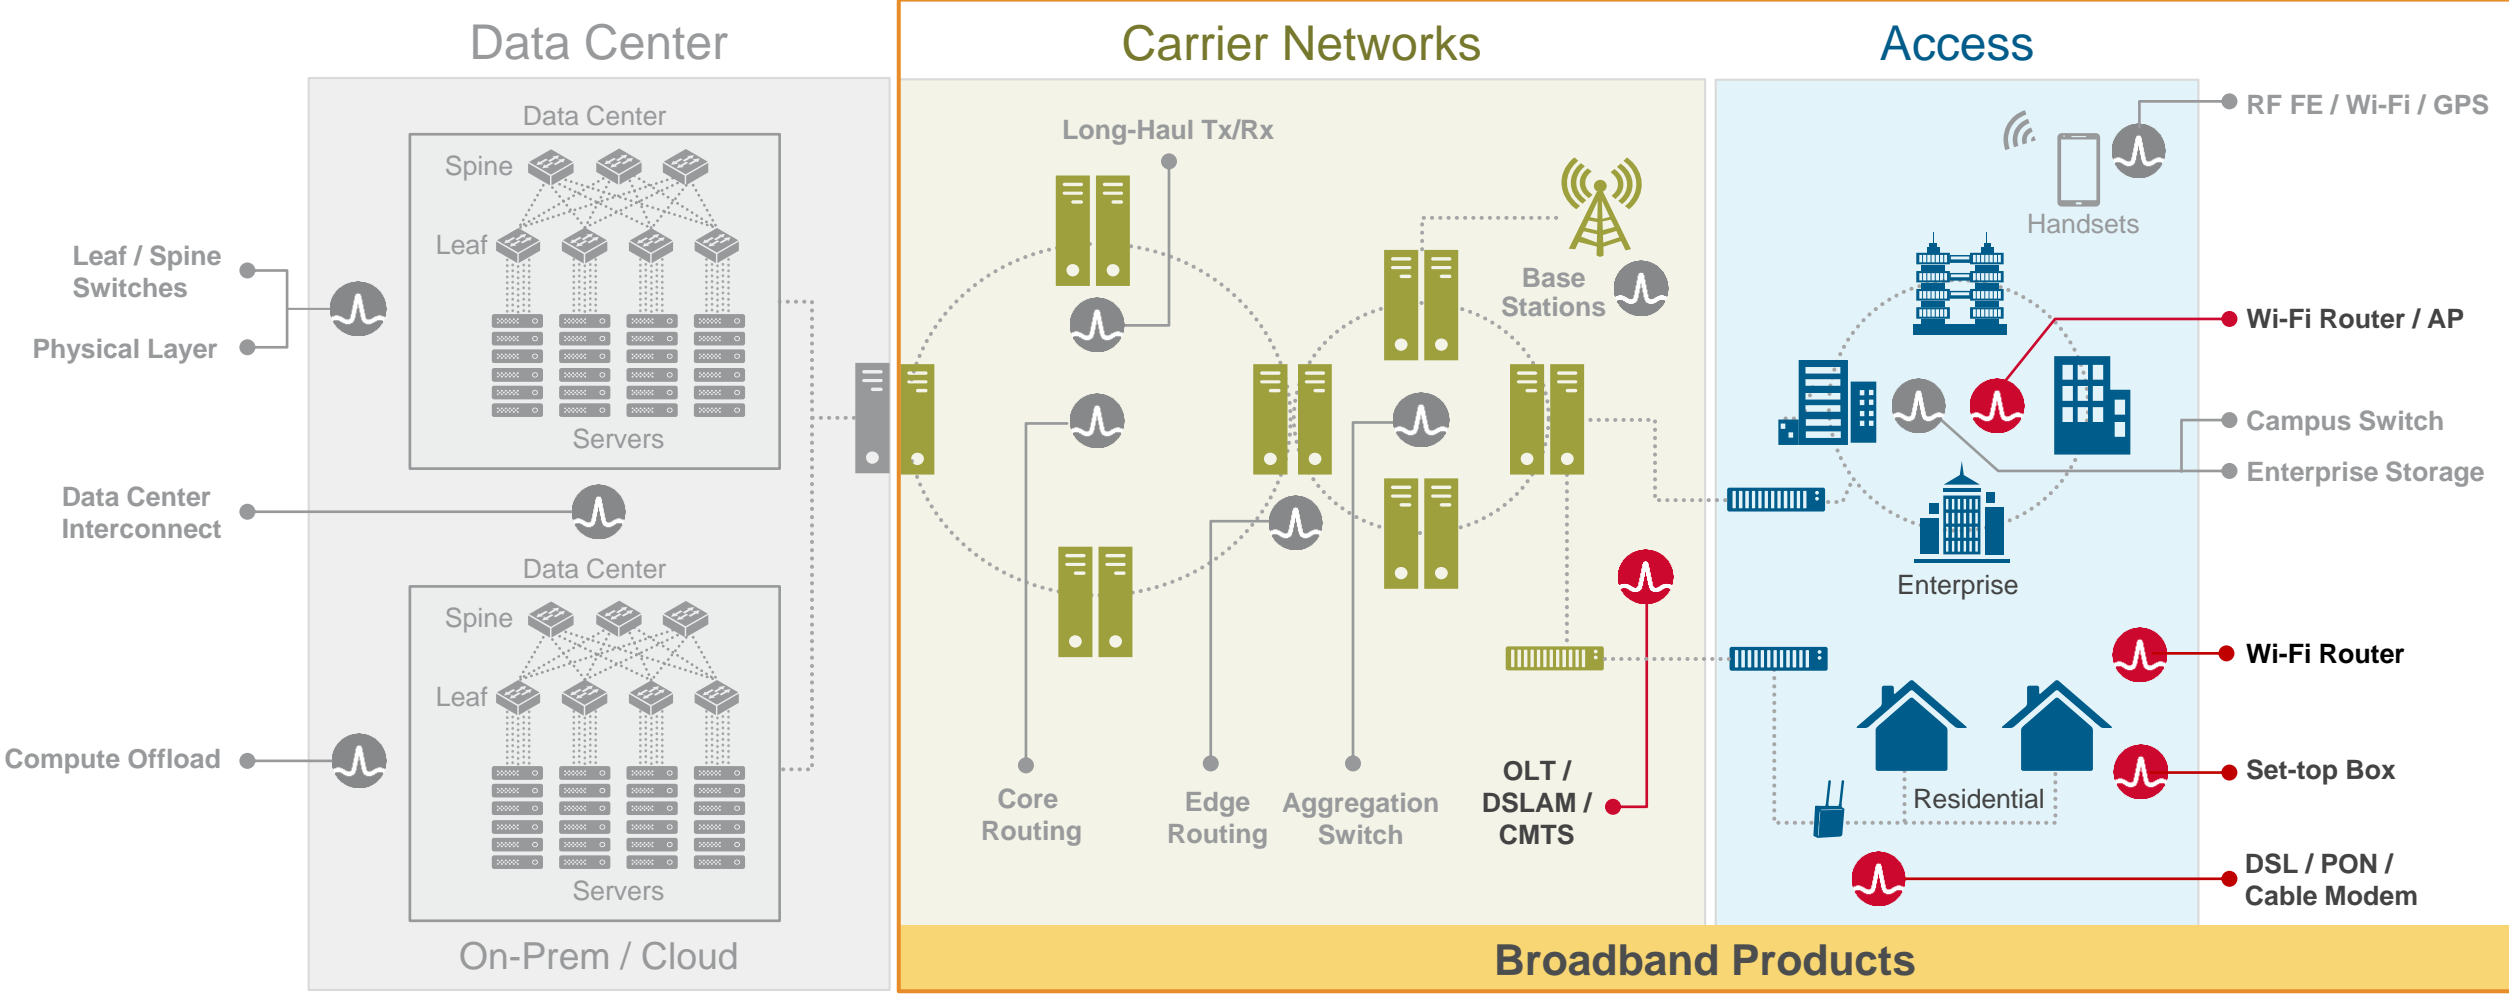 Data Center
Carrier Networks
Access
Data Center
Spine
Leaf
Servers
Leaf / Spine
Switches
Physical Layer
Data Center
Interconnect
Data Center
Spine
Leaf
Servers
Compute Offload
On-Prem / Cloud
Long-Haul Tx/Rx
Base
Stations
Core
Routing
Edge
Routing
Aggregation
Switch
OLT /
DSLAM /
CMTS
RF FE / Wi-Fi / GPS
Handsets
Wi-Fi Router / AP
Campus Switch
Enterprise Storage
Enterprise
Wi-Fi Router
Set-top Box
Residential
DSL / PON /
Cable Modem
Broadband Products